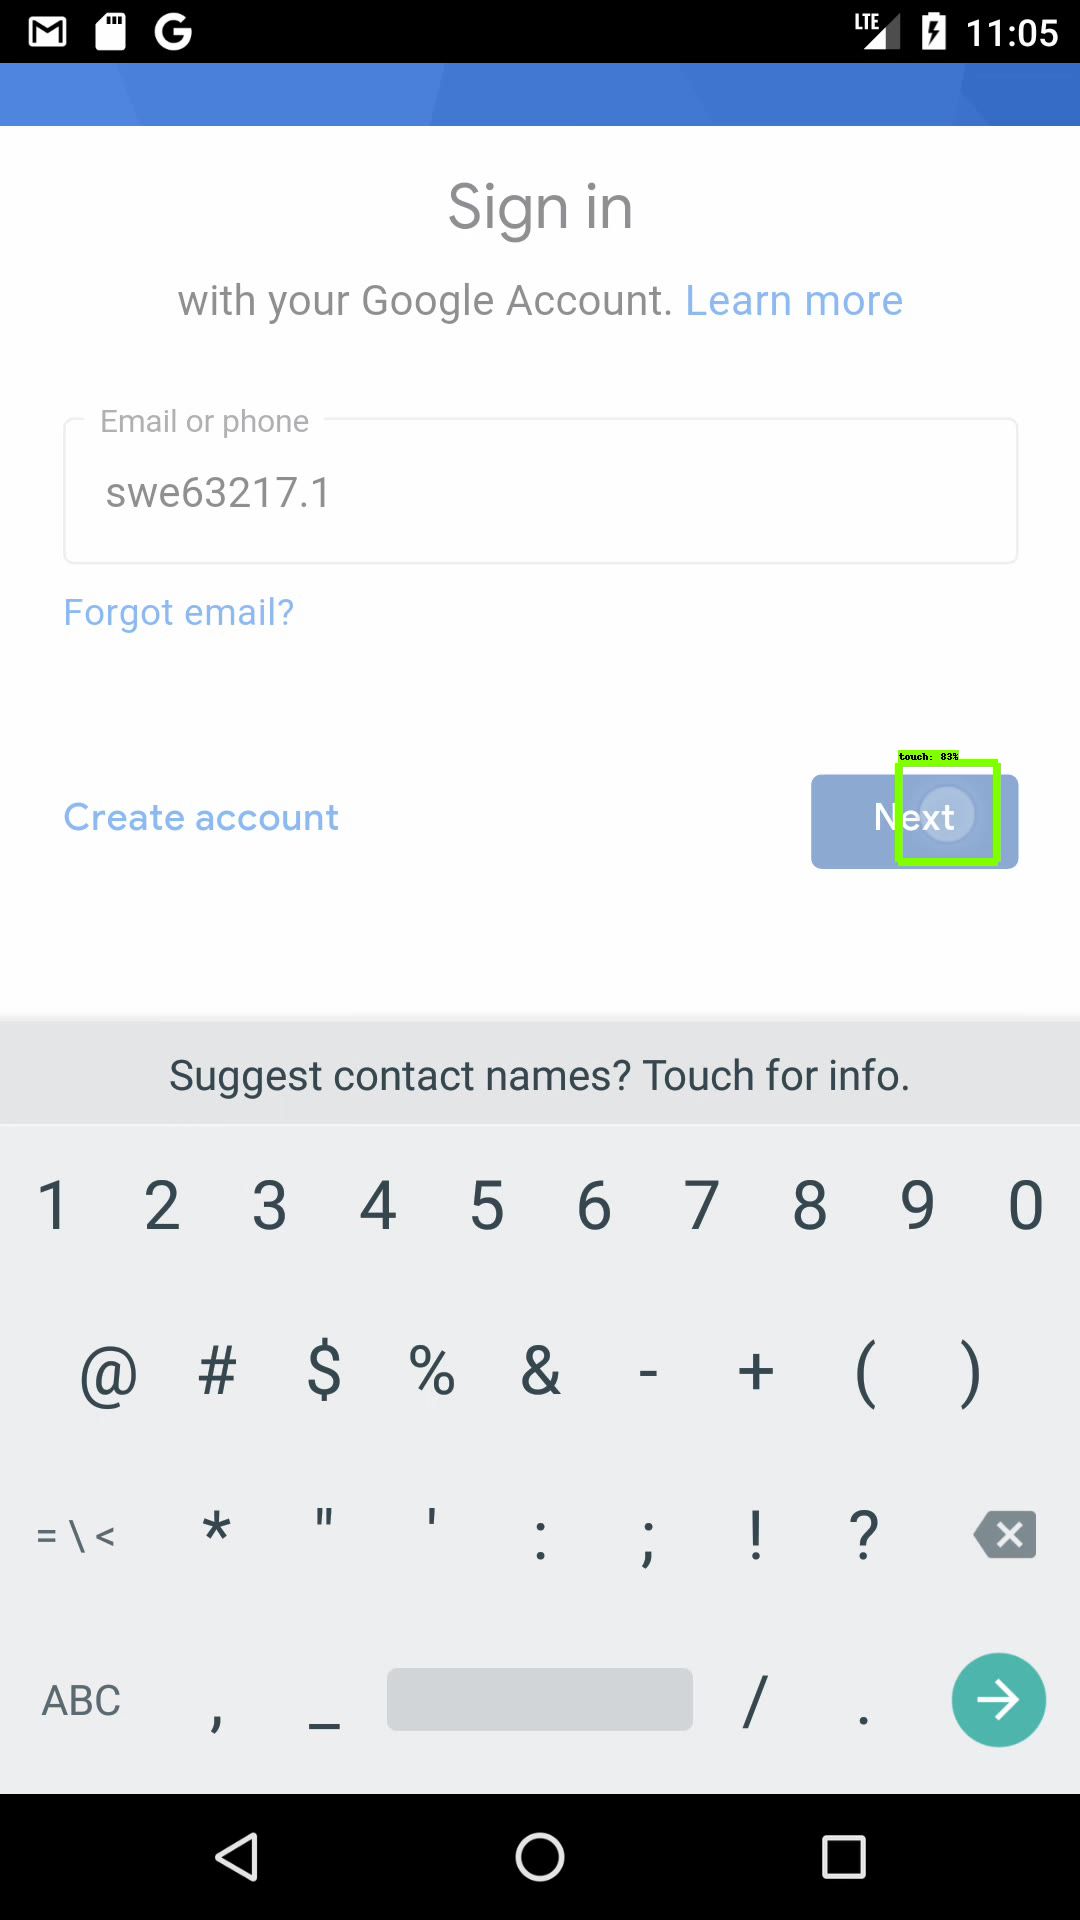 LTE 11:05
Sign in
with your Google Account. Learn more
Email or phone
swe63217.1
Forgot email?
touch: 83%
Create account
Next
Suggest contact names? Touch for info.
1 2 3 4 5 6 7 8 9 0
@ # $ % & - + ( )
= \ < * " ' : ; ! ?
ABC , _ / .